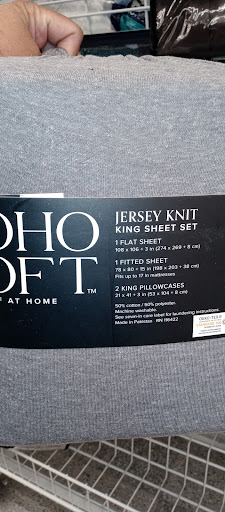 OHO
OFT™
AT HOME
JERSEY KNIT
KING SHEET SET
1 FLAT SHEET
108 x 106 + 3 in (274 x 269 + 8 cm)
1 FITTED SHEET
78 x 80 + 15 in (198 x 203 + 38 cm)
Fits up to 17 in mattresses
2 KING PILLOWCASES
21 x 41 + 3 in (53 x 104 + 8 cm)
50% cotton / 50% polyester.
Machine washable.
See sewn-in care label for laundering instructions.
Made in Pakistan RN 116422